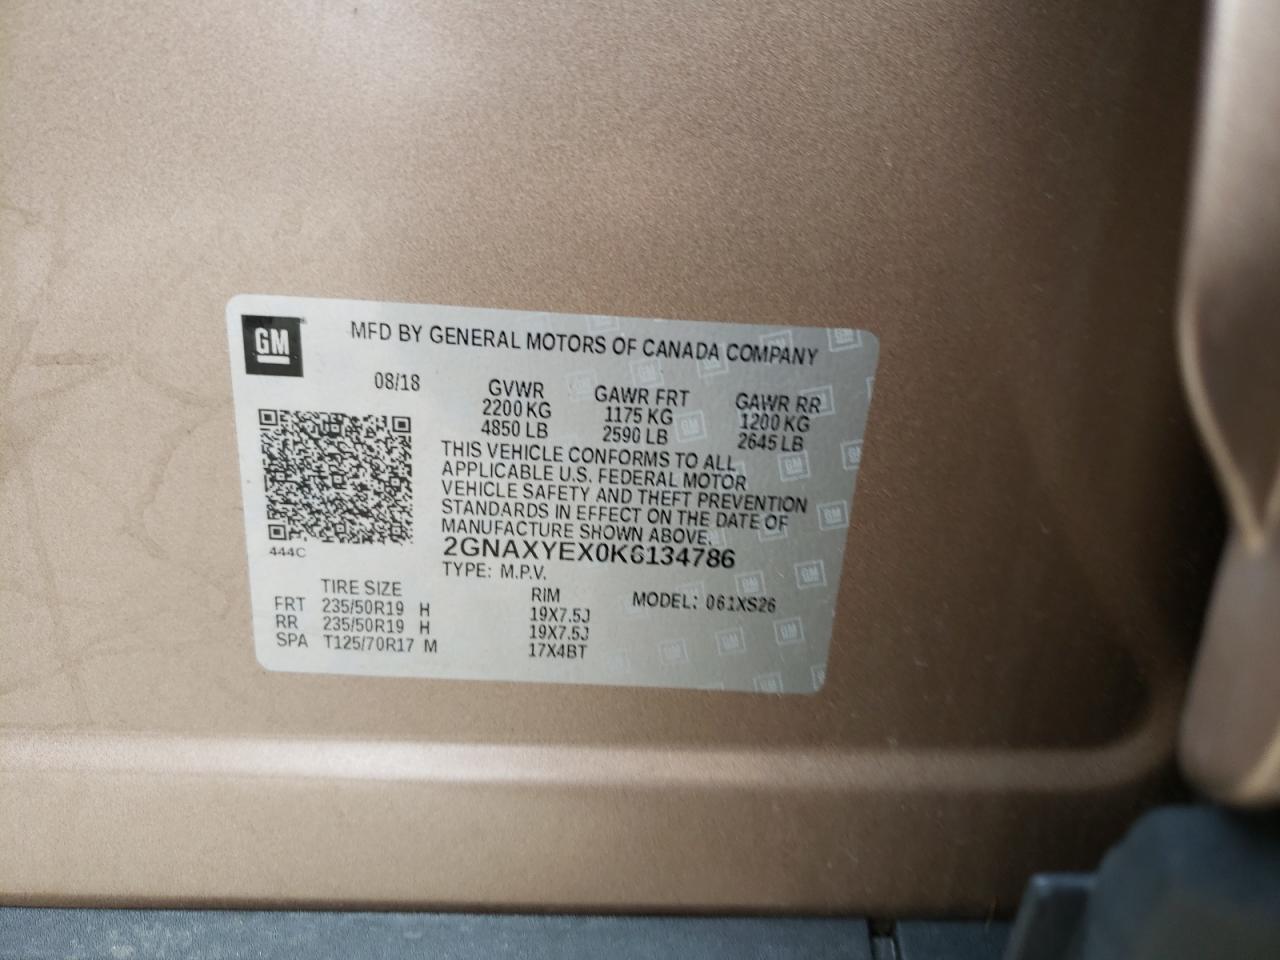 GM
MFD BY GENERAL MOTORS OF CANADA COMPANY
08/18
GVWR GAWR FRT GAWR RR
2200 KG 1175 KG 1200 KG
4850 LB 2590 LB 2645 LB
THIS VEHICLE CONFORMS TO ALL
APPLICABLE U.S. FEDERAL MOTOR
VEHICLE SAFETY AND THEFT PREVENTION
STANDARDS IN EFFECT ON THE DATE OF
MANUFACTURE SHOWN ABOVE.
444C
2GNAXYEX0K6134786
TYPE: M.P.V.
TIRE SIZE RIM MODEL: 061XS26
FRT 235/50R19 H 19X7.5J
RR 235/50R19 H 19X7.5J
SPA T125/70R17 M 17X4BT